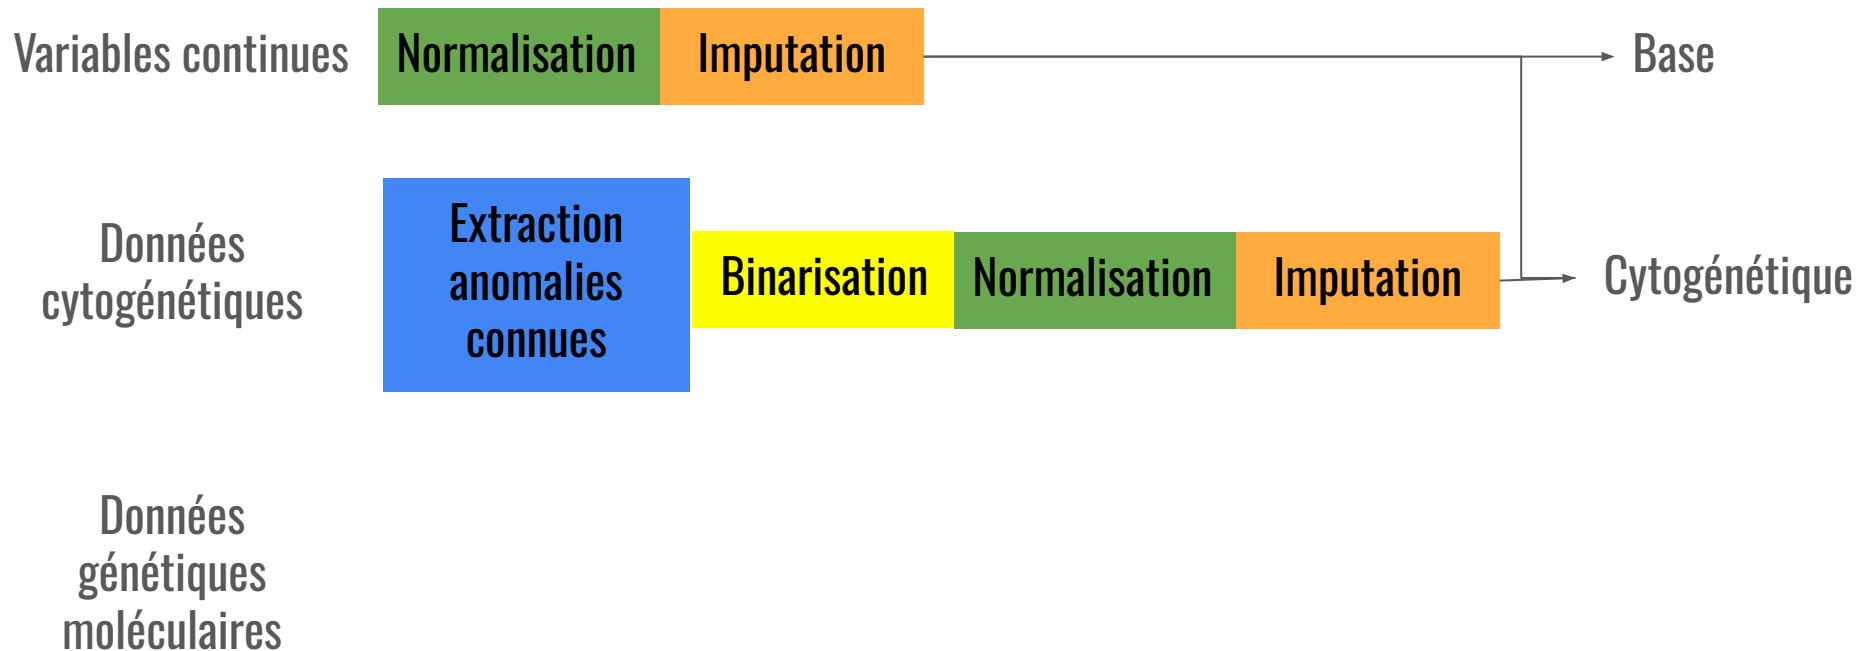 Variables continues
Normalisation
Imputation
Base
Données
cytogénétiques
Extraction
anomalies
connues
Binarisation
Normalisation
Imputation
Cytogénétique
Données
génétiques
moléculaires